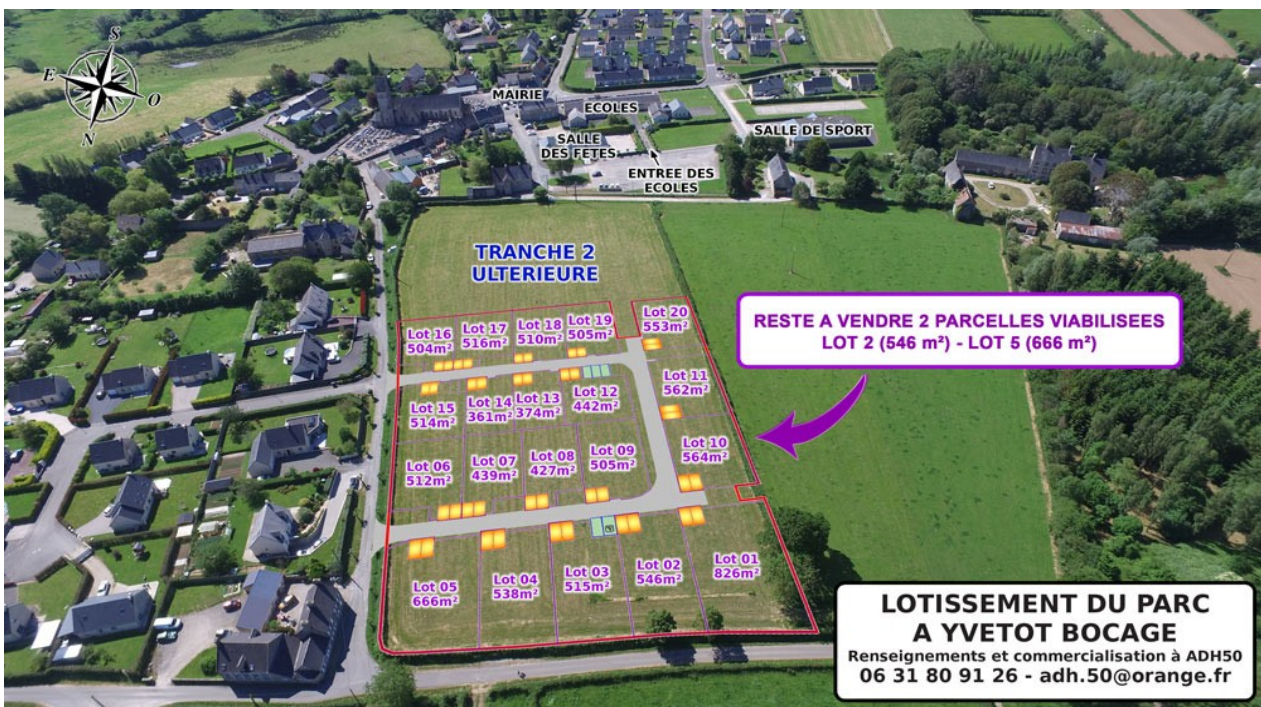 S
E
O
N
MAIRIE
ECOLES
SALLE
DES FETES
SALLE DE SPORT
ENTREE DES
ECOLES
TRANCHE 2
ULTERIEURE
Lot 16
504m²
Lot 17
516m²
Lot 18
510m²
Lot 19
505m²
Lot 20
553m²
RESTE A VENDRE 2 PARCELLES VIABILISEES
LOT 2 (546 m²) - LOT 5 (666 m²)
Lot 15
514m²
Lot 14
361m²
Lot 13
374m²
Lot 12
442m²
Lot 11
562m²
Lot 06
512m²
Lot 07
439m²
Lot 08
427m²
Lot 09
505m²
Lot 10
564m²
Lot 05
666m²
Lot 04
538m²
Lot 03
515m²
Lot 02
546m²
Lot 01
826m²
LOTISSEMENT DU PARC
A YVETOT BOCAGE
Renseignements et commercialisation à ADH50
06 31 80 91 26 - adh.50@orange.fr